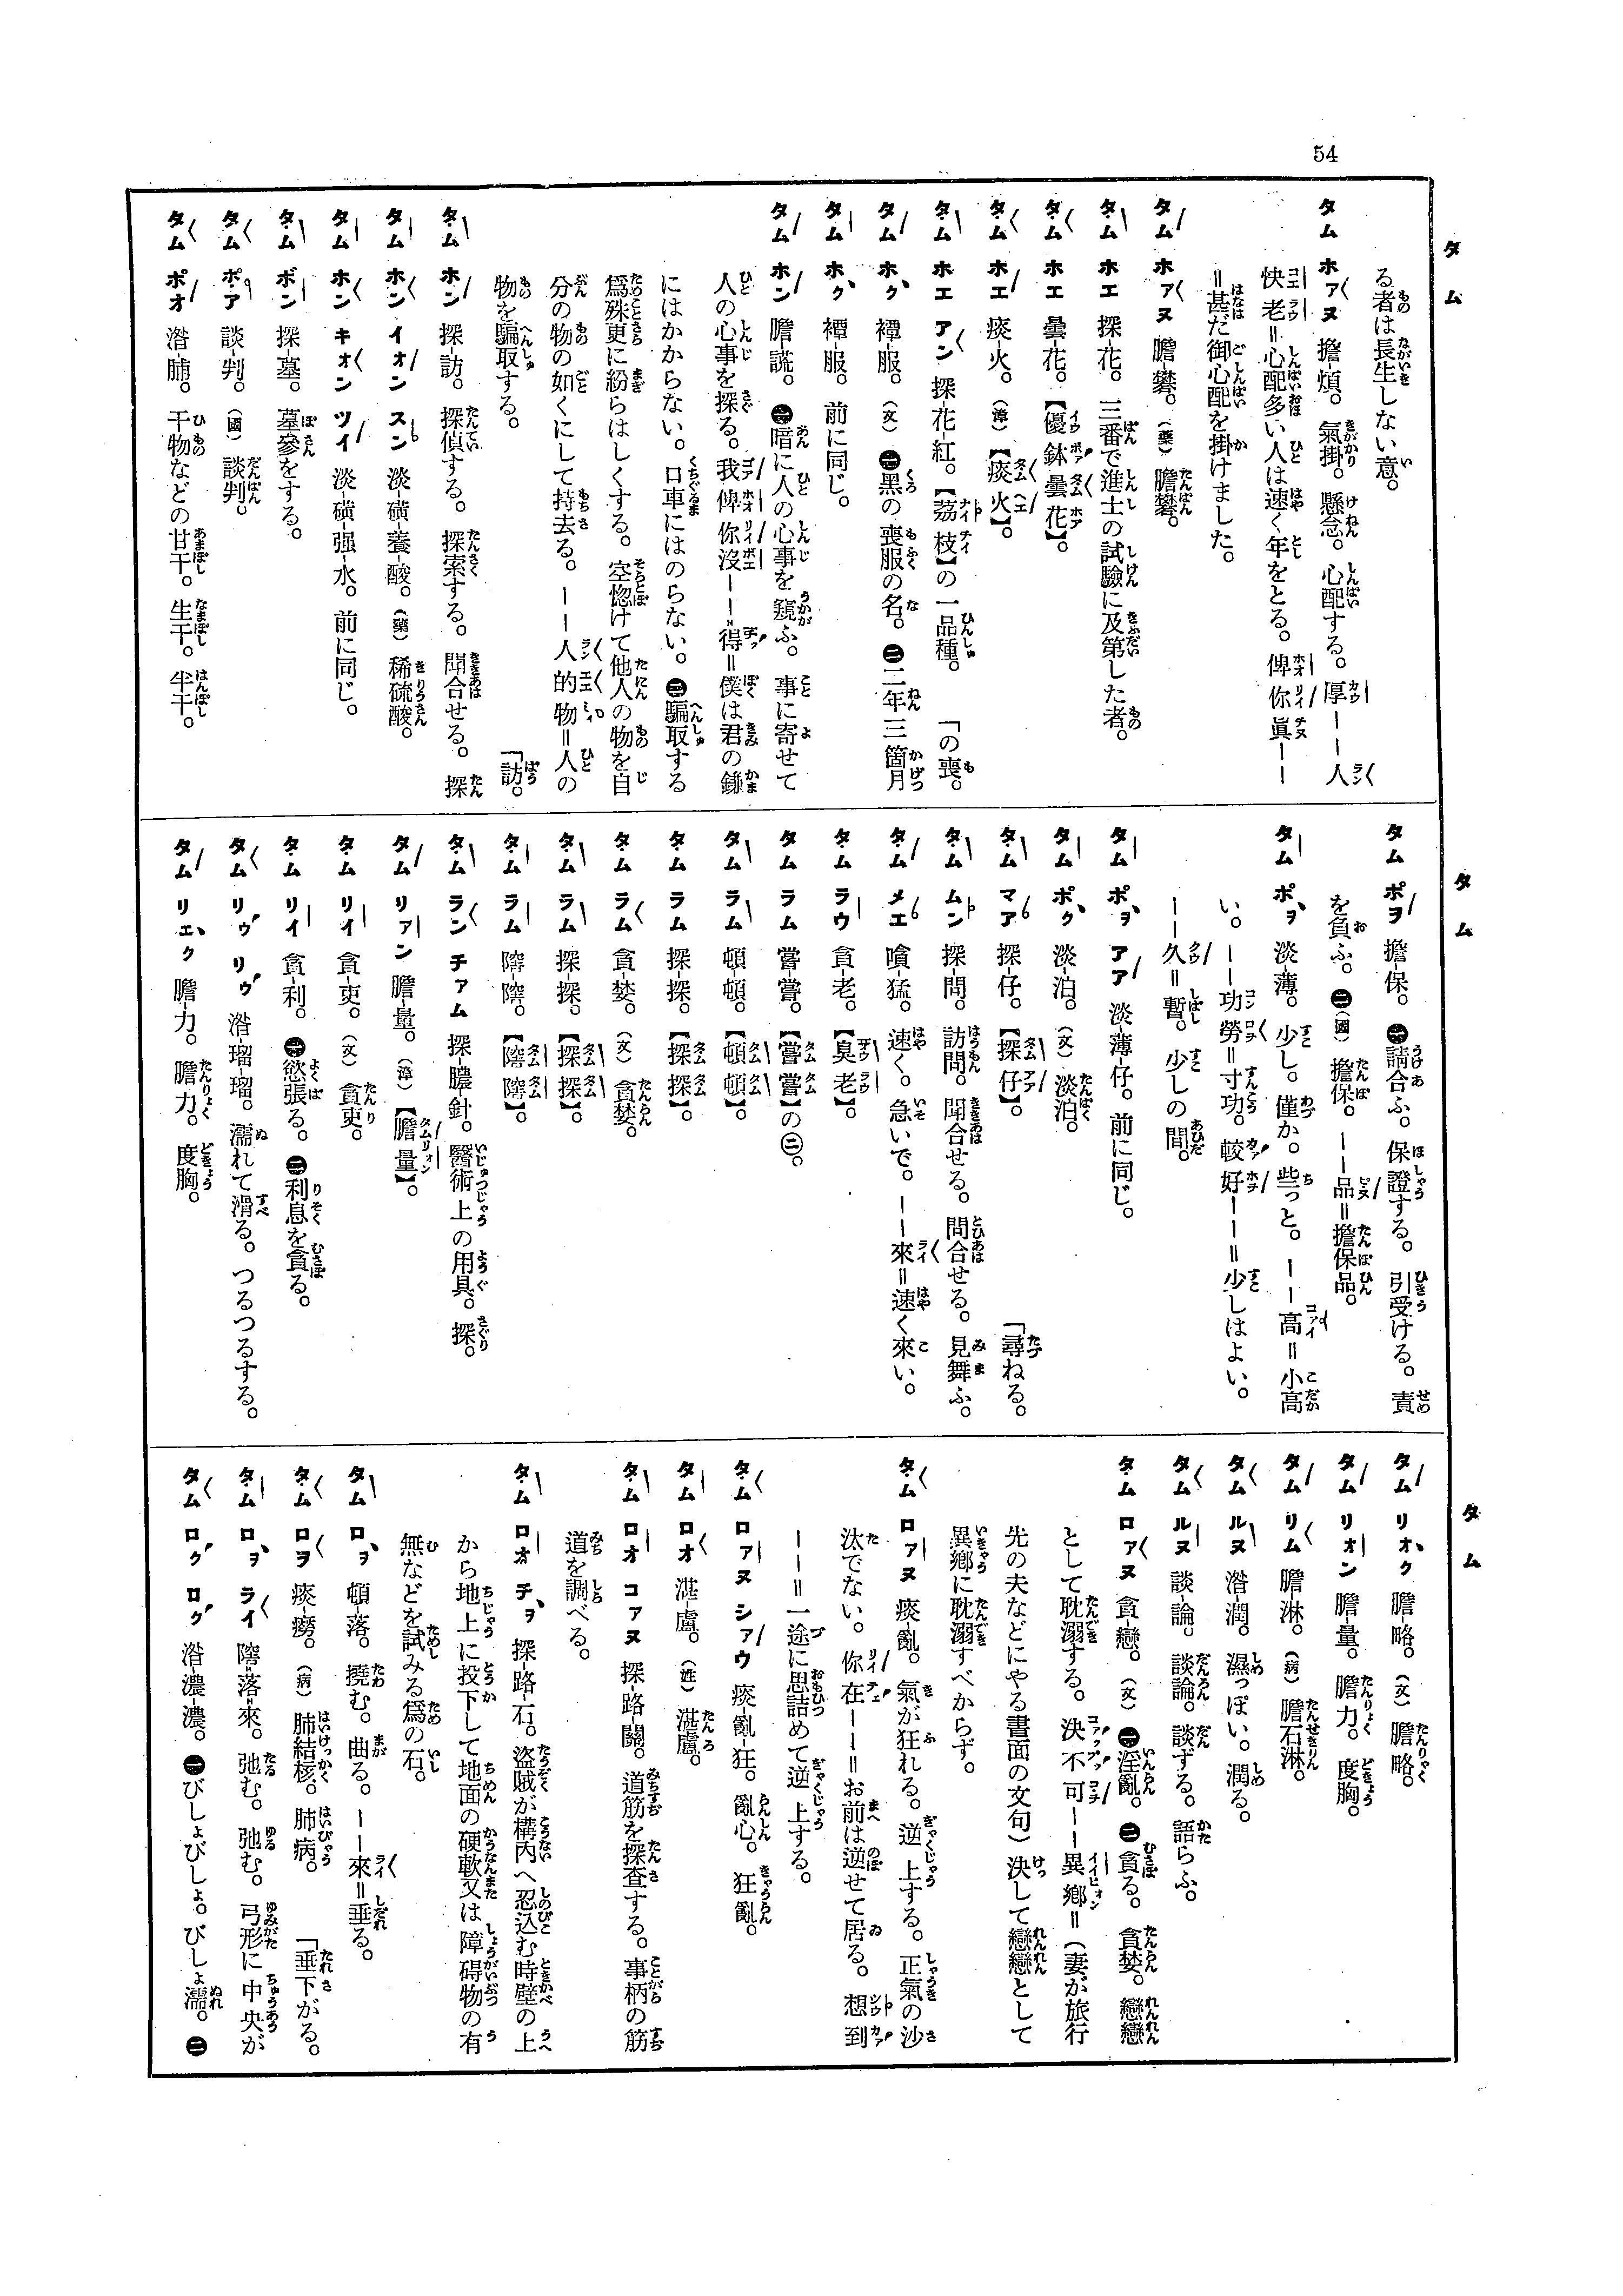 54
タム
タム
タム
る者は長生しない意。
タム ホァヌ 擔-煩。氣掛。懸念。心配する。厚ーー人
快老=心配多い人は速く年をとる。俾你眞ーー
=甚だ御心配を掛けました。
タム ホァヌ 膽-礬。(藥)膽礬。
タム ホエ 探-花。三番で進士の試驗に及第した者。
タム ホエ 曇-花。【優鉢曇花】。
タム ホエ 痰-火。(漳)【痰火】。
タム ホエ アン 探-花-紅。【荔枝】の一品種。 「の喪。
タム ホク 禫-服。(文)㊀黑の喪服の名。㊁二年三箇月
タム ホク 禫-服。前に同じ。
タム ホン 膽-謊。㊀暗に人の心事を窺ふ。事に寄せて
人の心事を探る。我俾你沒ーー得=僕は君の鎌
にはかからない。口車にはのらない。㊁騙取する
爲殊更に紛らはしくする。空惚けて他人の物を自
分の物の如くにして持去る。ーー人的物=人の
物を騙取する。 「訪。
タム ホン 探-訪。探偵する。探索する。聞合せる。探
タム ホン イォン スン 淡-磺-養-酸。(藥)稀硫酸。
タム ホン キォン ツイ 淡-磺-强-水。前に同じ。
タム ボン 探-墓。墓參をする。
タム ポア 談-判。(國)談判。
タム ポオ 㴠-脯。干物などの甘干。生干。半干。
タム ポヲ 擔-保。㊀請合ふ。保證する。引受ける。責
を負ふ。㊁(國)擔保。ーー品=擔保品。
タム ポヲ 淡-薄。少し。僅か。些っと。ーー高=小高
い。ーー功勞=寸功。較好ーー=少しはよい。
ーー久=暫。少しの間。
タム ポヲ アア 淡-薄-仔。前に同じ。
タム ポク 淡-泊。(文)淡泊。
タム マア 探-仔。【探仔】。 「尋ねる。
タム ムン 探-問。訪問。聞合せる。問合せる。見舞ふ。
タム メエ 嗿-猛。速く。急いで。ーー來=速く來い。
タム ラウ 貪-老。【臭老】。
タム ラム 嘗-嘗。【嘗嘗】の㊁。
タム ラム 頓-頓。【頓頓】。
タム ラム 探-探。【探探】。
タム ラム 貪-婪。(文)貪婪。
タム ラム 探-探。【探探】。
タム ラム 䨴-䨴。【䨴䨴】。
タム ラン チァム 探-膿-針。醫術上の用具。探。
タム リァン 膽-量。(漳)【膽量】。
タム リイ 貪-吏。(文)貪吏。
タム リイ 貪-利。㊀慾張る。㊁利息を貪る。
タム リゥ リゥ 㴠-瑠-瑠。濡れて滑る。つるつるする。
タム リェク 膽-力。膽力。度胸。
タム リオク 膽-略。(文)膽略。
タム リォン 膽-量。膽力。度胸。
タム リム 膽-淋。(病)膽石淋。
タム ルヌ 㴠-潤。濕っぽい。潤る。
タム ルヌ 談-論。談論。談ずる。語らふ。
タム ロァヌ 貪-戀。(文)㊀淫亂。㊁貪る。貪婪。戀戀
として耽溺する。決不可ーー異鄕=(妻が旅行
先の夫などにやる書面の文句)決して戀戀として
異鄕に耽溺すべからず。
タム ロァヌ 痰-亂。氣が狂れる。逆上する。正氣の沙
汰でない。你在ーー=お前は逆せて居る。想到
ーー=一途に思詰めて逆上する。
タム ロァヌ シァウ 痰-亂-狂。亂心。狂亂。
タム ロオ 湛-盧。(姓)湛盧。
タム ロオ コァヌ 探-路-關。道筋を探査する。事柄の筋
道を調べる。
タム ロオ チヲ 探-路-石。盜賊が構內へ忍込む時壁の上
から地上に投下して地面の硬軟又は障碍物の有
無などを試みる爲の石。
タム ロヲ 頓-落。撓む。曲る。ーー來=垂る。
タム ロヲ 痰-癆。(病)肺結核。肺病。 「垂下がる。
タム ロヲ ライ 䨴-落-來。弛む。弛む。弓形に中央が
タム ロク ロク 㴠-濃-濃。㊀びしょびしょ。びしょ濡。㊁